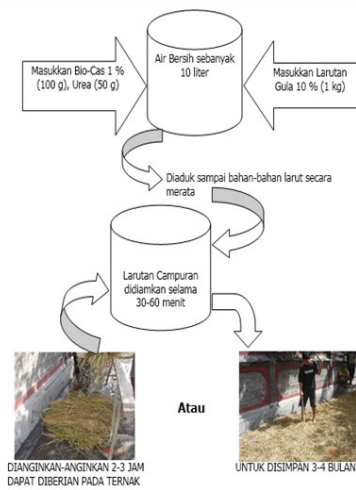 Air Bersih sebanyak
10 liter
Masukkan Bio-Cas 1 %
(100 g), Urea (50 g)
Masukkan Larutan
Gula 10 % (1 kg)
Diaduk sampai bahan-bahan larut secara
merata
Larutan Campuran
didiamkan selama
30-60 menit
Atau
DIANGINKAN-ANGINKAN 2-3 JAM
DAPAT DIBERIAN PADA TERNAK
UNTUK DISIMPAN 3-4 BULAN